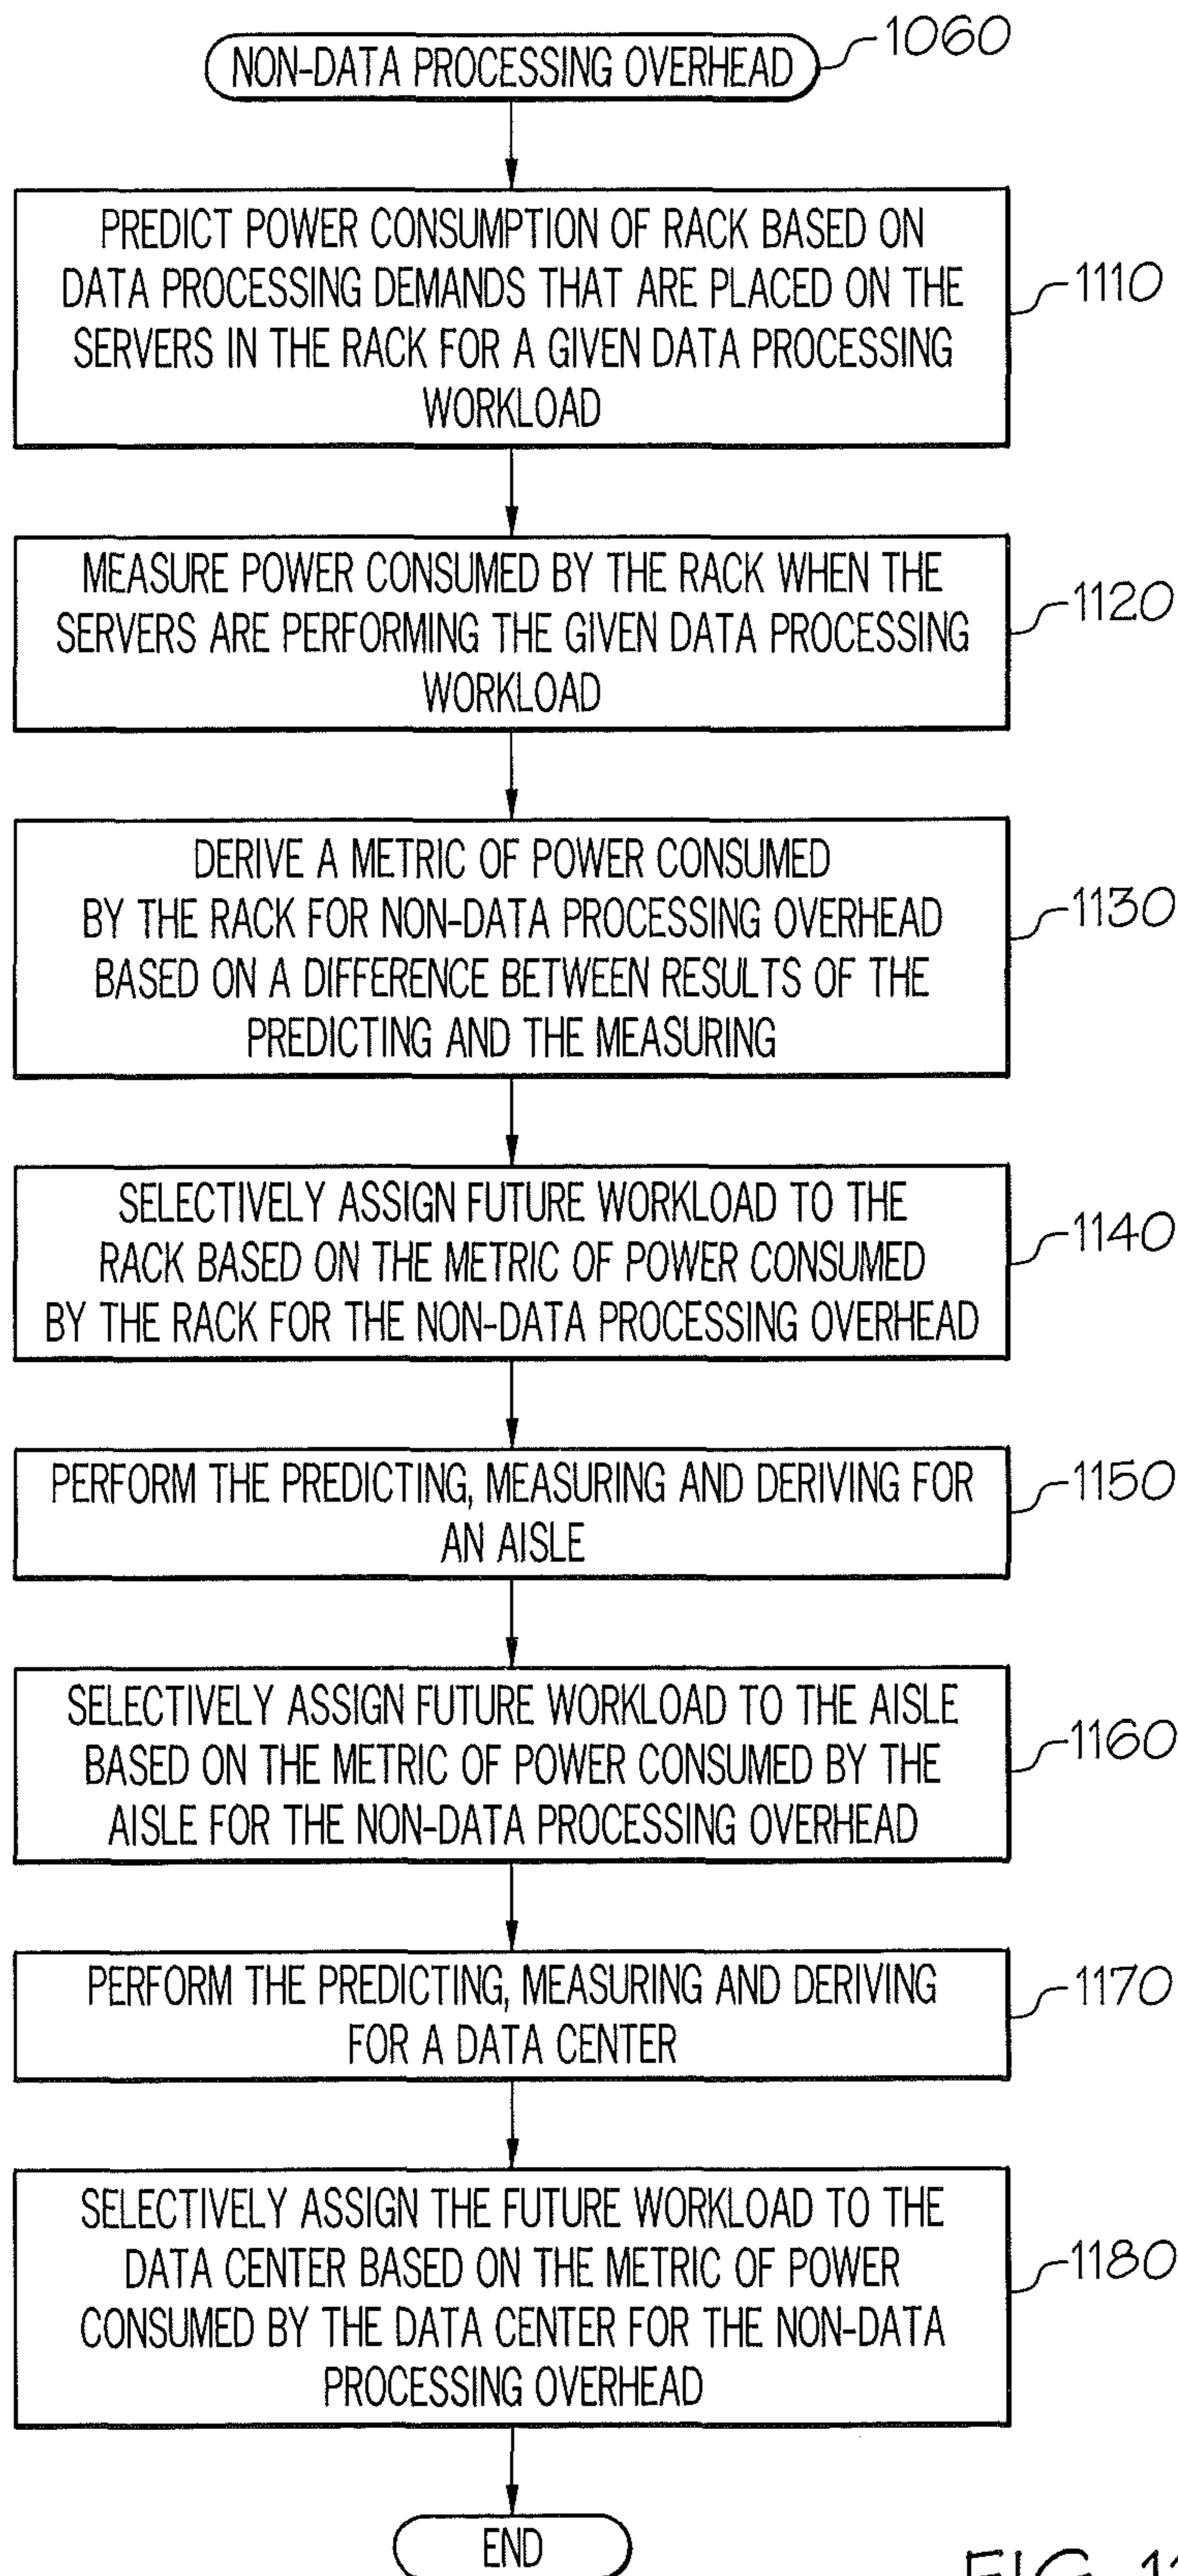 NON-DATA PROCESSING OVERHEAD
1060
PREDICT POWER CONSUMPTION OF RACK BASED ON
DATA PROCESSING DEMANDS THAT ARE PLACED ON THE
SERVERS IN THE RACK FOR A GIVEN DATA PROCESSING
WORKLOAD
1110
MEASURE POWER CONSUMED BY THE RACK WHEN THE
SERVERS ARE PERFORMING THE GIVEN DATA PROCESSING
WORKLOAD
1120
DERIVE A METRIC OF POWER CONSUMED
BY THE RACK FOR NON-DATA PROCESSING OVERHEAD
BASED ON A DIFFERENCE BETWEEN RESULTS OF THE
PREDICTING AND THE MEASURING
1130
SELECTIVELY ASSIGN FUTURE WORKLOAD TO THE
RACK BASED ON THE METRIC OF POWER CONSUMED
BY THE RACK FOR THE NON-DATA PROCESSING OVERHEAD
1140
PERFORM THE PREDICTING, MEASURING AND DERIVING FOR
AN AISLE
1150
SELECTIVELY ASSIGN FUTURE WORKLOAD TO THE AISLE
BASED ON THE METRIC OF POWER CONSUMED BY THE
AISLE FOR THE NON-DATA PROCESSING OVERHEAD
1160
PERFORM THE PREDICTING, MEASURING AND DERIVING
FOR A DATA CENTER
1170
SELECTIVELY ASSIGN THE FUTURE WORKLOAD TO THE
DATA CENTER BASED ON THE METRIC OF POWER
CONSUMED BY THE DATA CENTER FOR THE NON-DATA
PROCESSING OVERHEAD
1180
END
FIG. 11